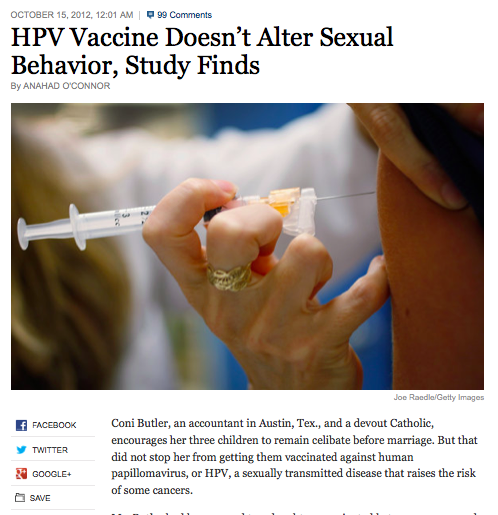 OCTOBER 15, 2012, 12:01 AM | 99 Comments
HPV Vaccine Doesn’t Alter Sexual
Behavior, Study Finds
By ANAHAD O'CONNOR
Joe Raedle/Getty Images
FACEBOOK
TWITTER
GOOGLE+
SAVE
Coni Butler, an accountant in Austin, Tex., and a devout Catholic,
encourages her three children to remain celibate before marriage. But that
did not stop her from getting them vaccinated against human
papillomavirus, or HPV, a sexually transmitted disease that raises the risk
of some cancers.